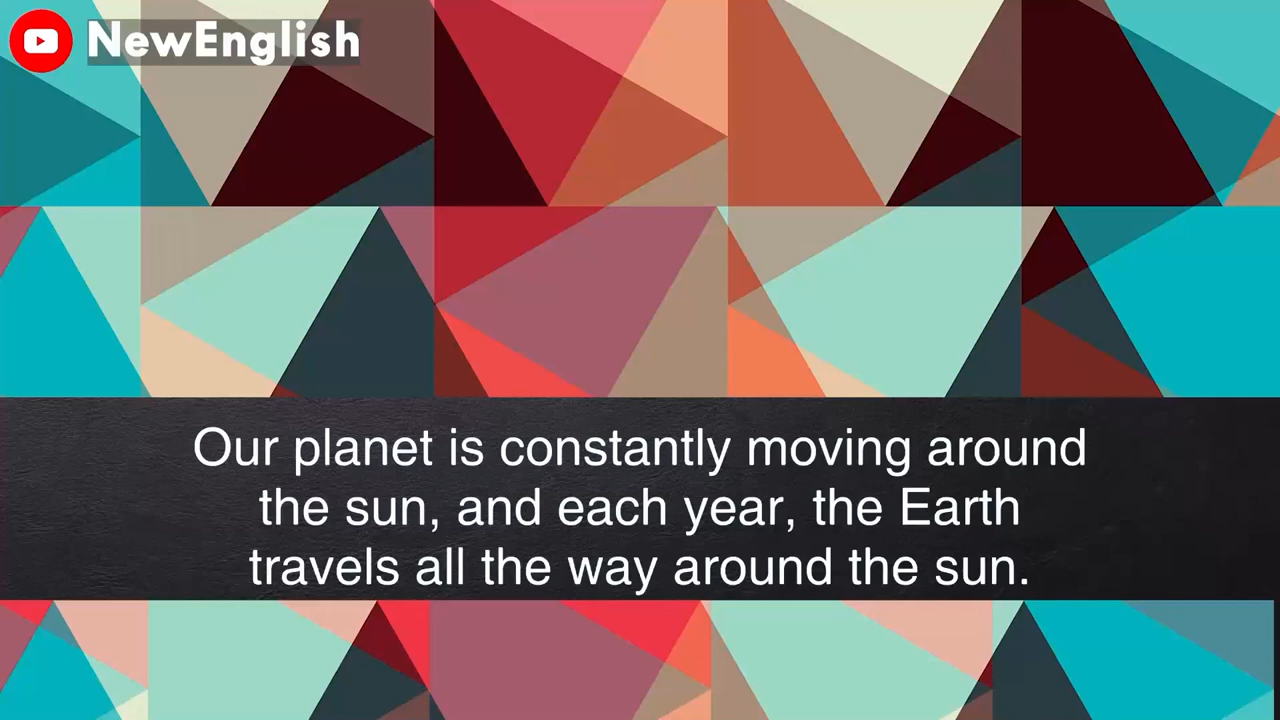 NewEnglish
Our planet is constantly moving around
the sun, and each year, the Earth
travels all the way around the sun.